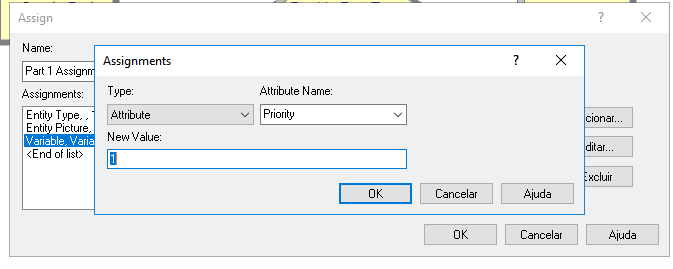 Assign
?
Name:
Part 1 Assignm
Assignments:
Entity Type, ,
Entity Picture,
Variable, Varia
<End of list>
cionar...
ditar...
Excluir
OK
Cancelar
Ajuda
Assignments
?
Type:
Attribute Name:
Attribute
Priority
New Value:
1
OK
Cancelar
Ajuda